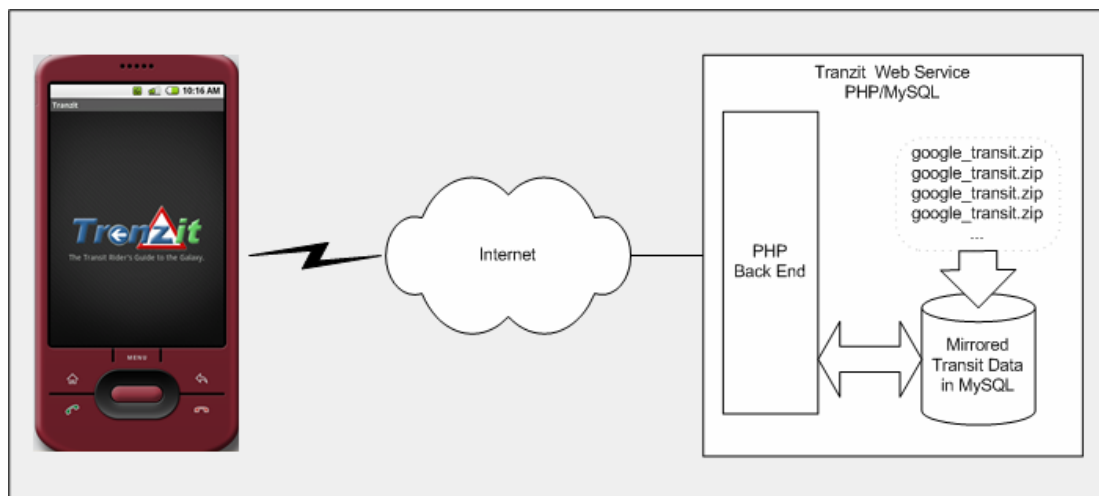 10:16 AM
Tranzit
Tranzit
The Transit Rider's Guide to the Galaxy.
MENU
Internet
Tranzit Web Service
PHP/MySQL
PHP
Back End
google_transit.zip
google_transit.zip
google_transit.zip
google_transit.zip
...
Mirrored
Transit Data
in MySQL